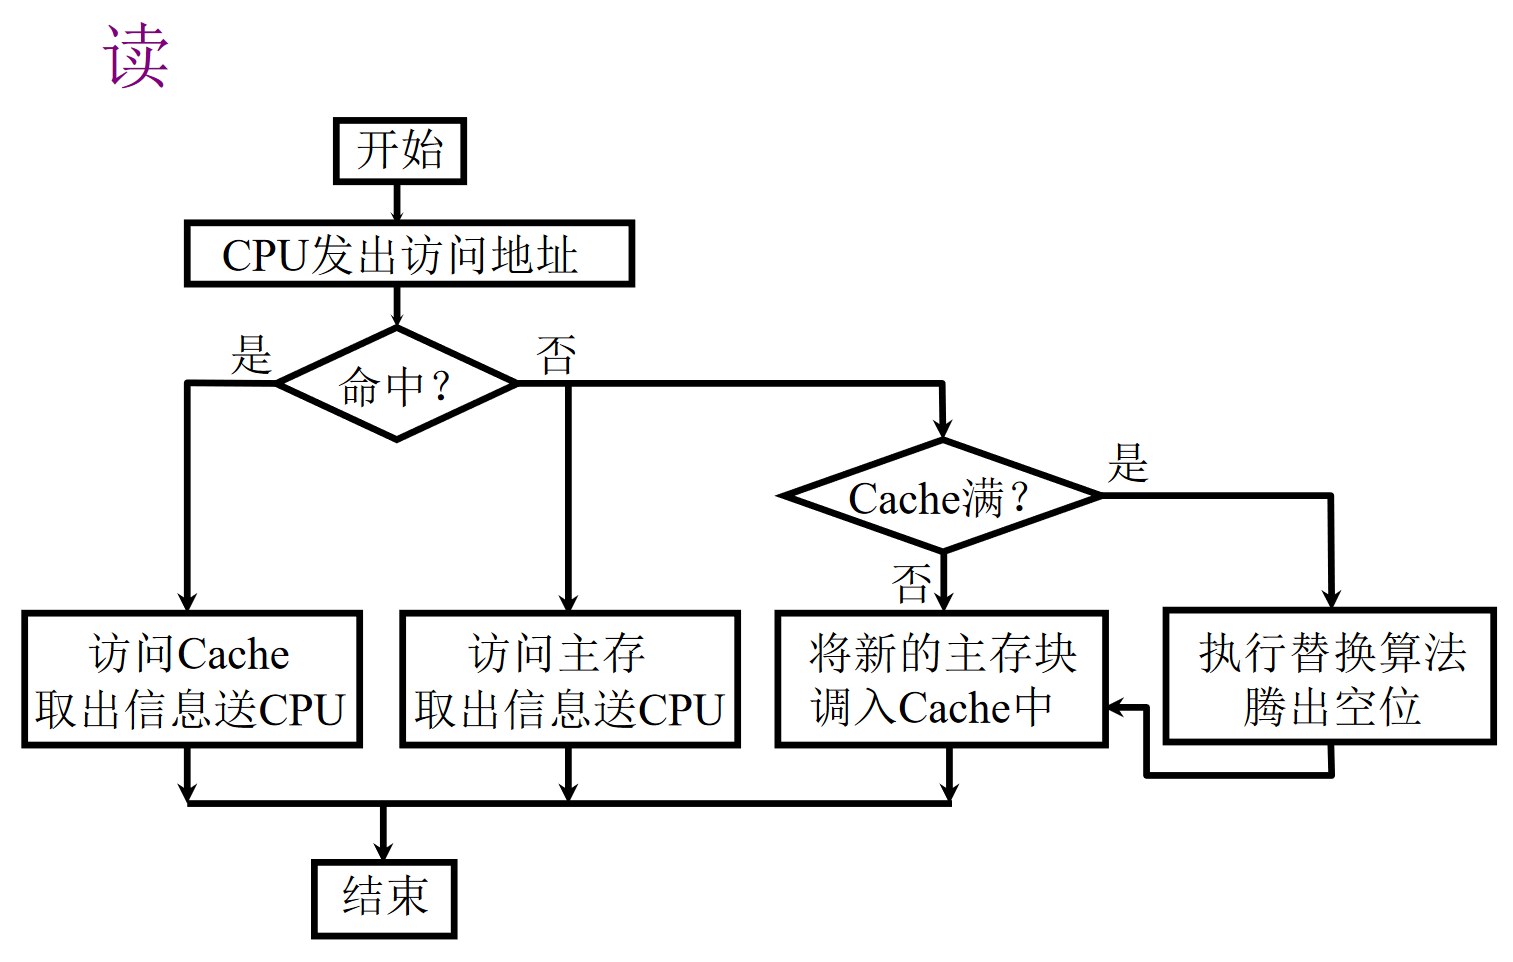 读
开始
CPU发出访问地址
是
命中？
否
Cache满？
是
否
访问Cache
取出信息送CPU
访问主存
取出信息送CPU
将新的主存块
调入Cache中
执行替换算法
腾出空位
结束